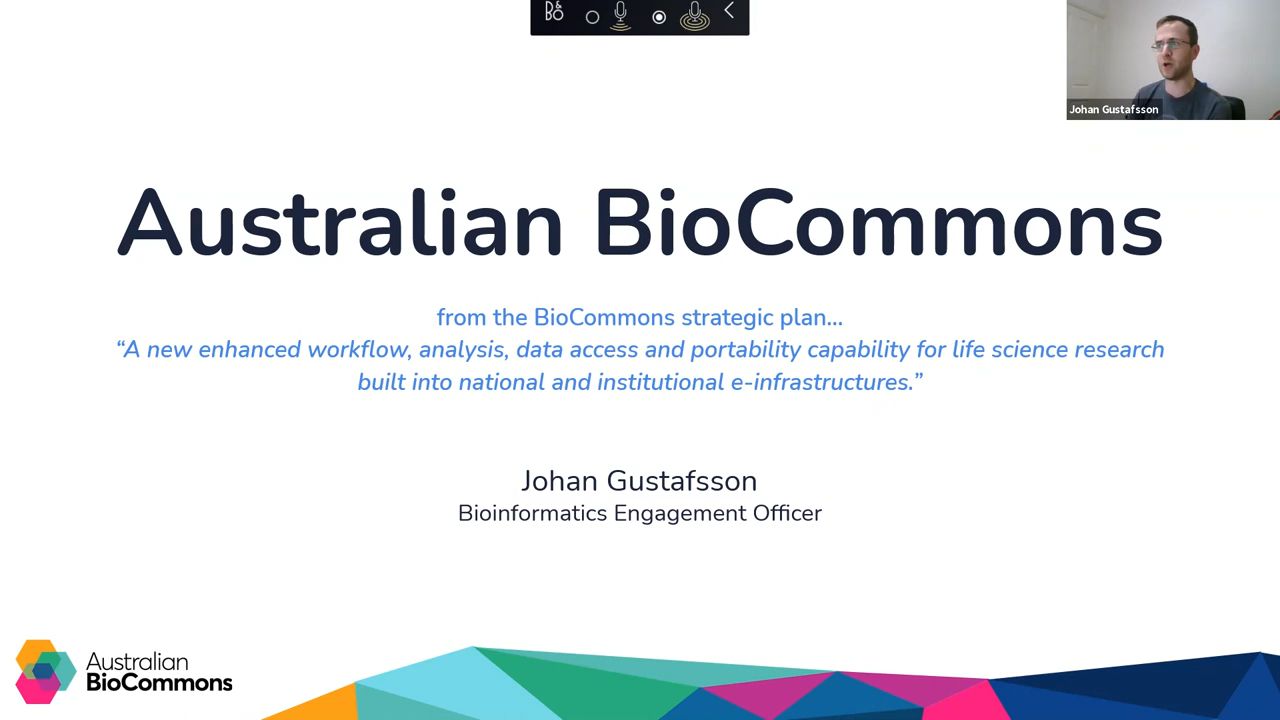 B&O
Johan Gustafsson
Australian BioCommons
from the BioCommons strategic plan...
“A new enhanced workflow, analysis, data access and portability capability for life science research
built into national and institutional e-infrastructures.”
Johan Gustafsson
Bioinformatics Engagement Officer
Australian
BioCommons